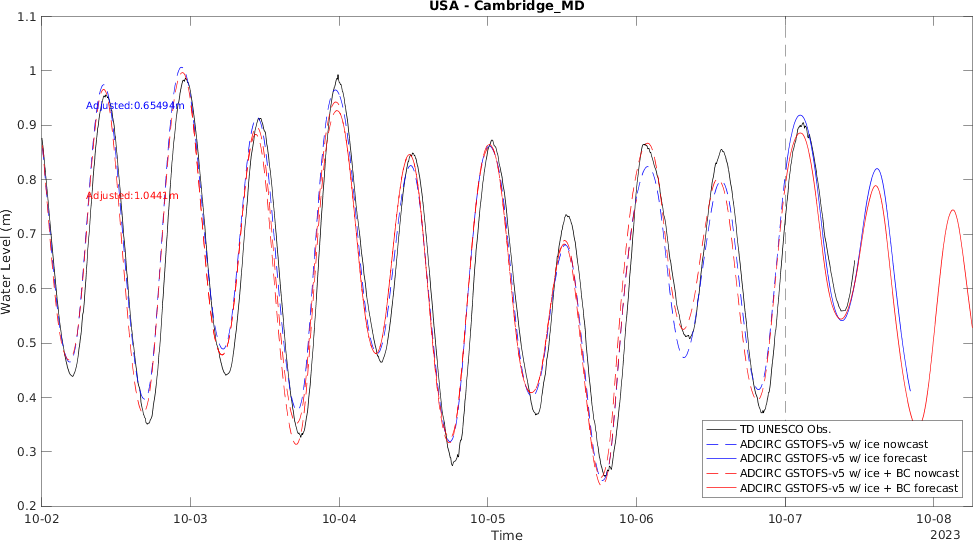 USA - Cambridge_MD
1.1
1
0.9
0.8
0.7
0.6
0.5
0.4
0.3
0.2
Water Level (m)
Adjusted:0.65494m
Adjusted:1.0441m
TD UNESCO Obs.
ADCIRC GSTOFS-v5 w/ ice nowcast
ADCIRC GSTOFS-v5 w/ ice forecast
ADCIRC GSTOFS-v5 w/ ice + BC nowcast
ADCIRC GSTOFS-v5 w/ ice + BC forecast
10-02 10-03 10-04 10-05 10-06 10-07 10-08
Time
2023